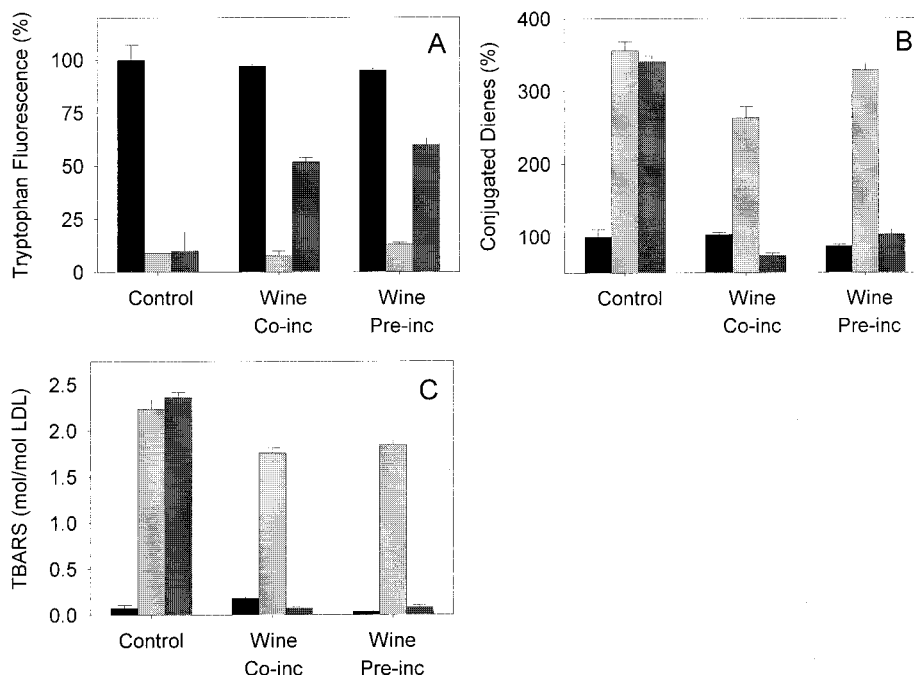 A
Tryptophan Fluorescence (%)
100
75
50
25
0
Control
Wine
Co-inc
Wine
Pre-inc
B
Conjugated Dienes (%)
400
300
200
100
Control
Wine
Co-inc
Wine
Pre-inc
C
TBARS (mol/mol LDL)
2.5
2.0
1.5
1.0
0.5
0.0
Control
Wine
Co-inc
Wine
Pre-inc